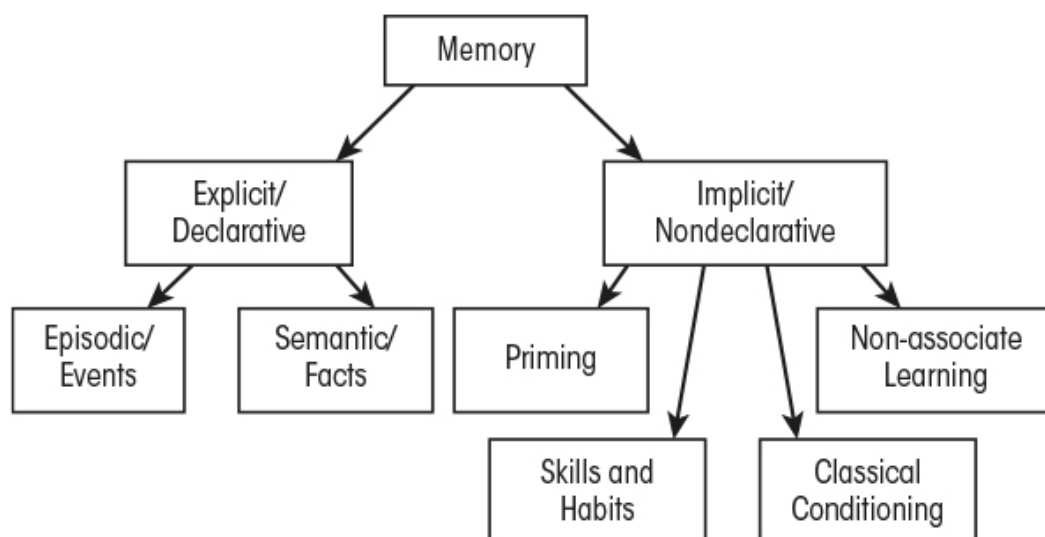 Memory
Explicit/
Declarative
Implicit/
Nondeclarative
Episodic/
Events
Semantic/
Facts
Priming
Non-associate
Learning
Skills and
Habits
Classical
Conditioning